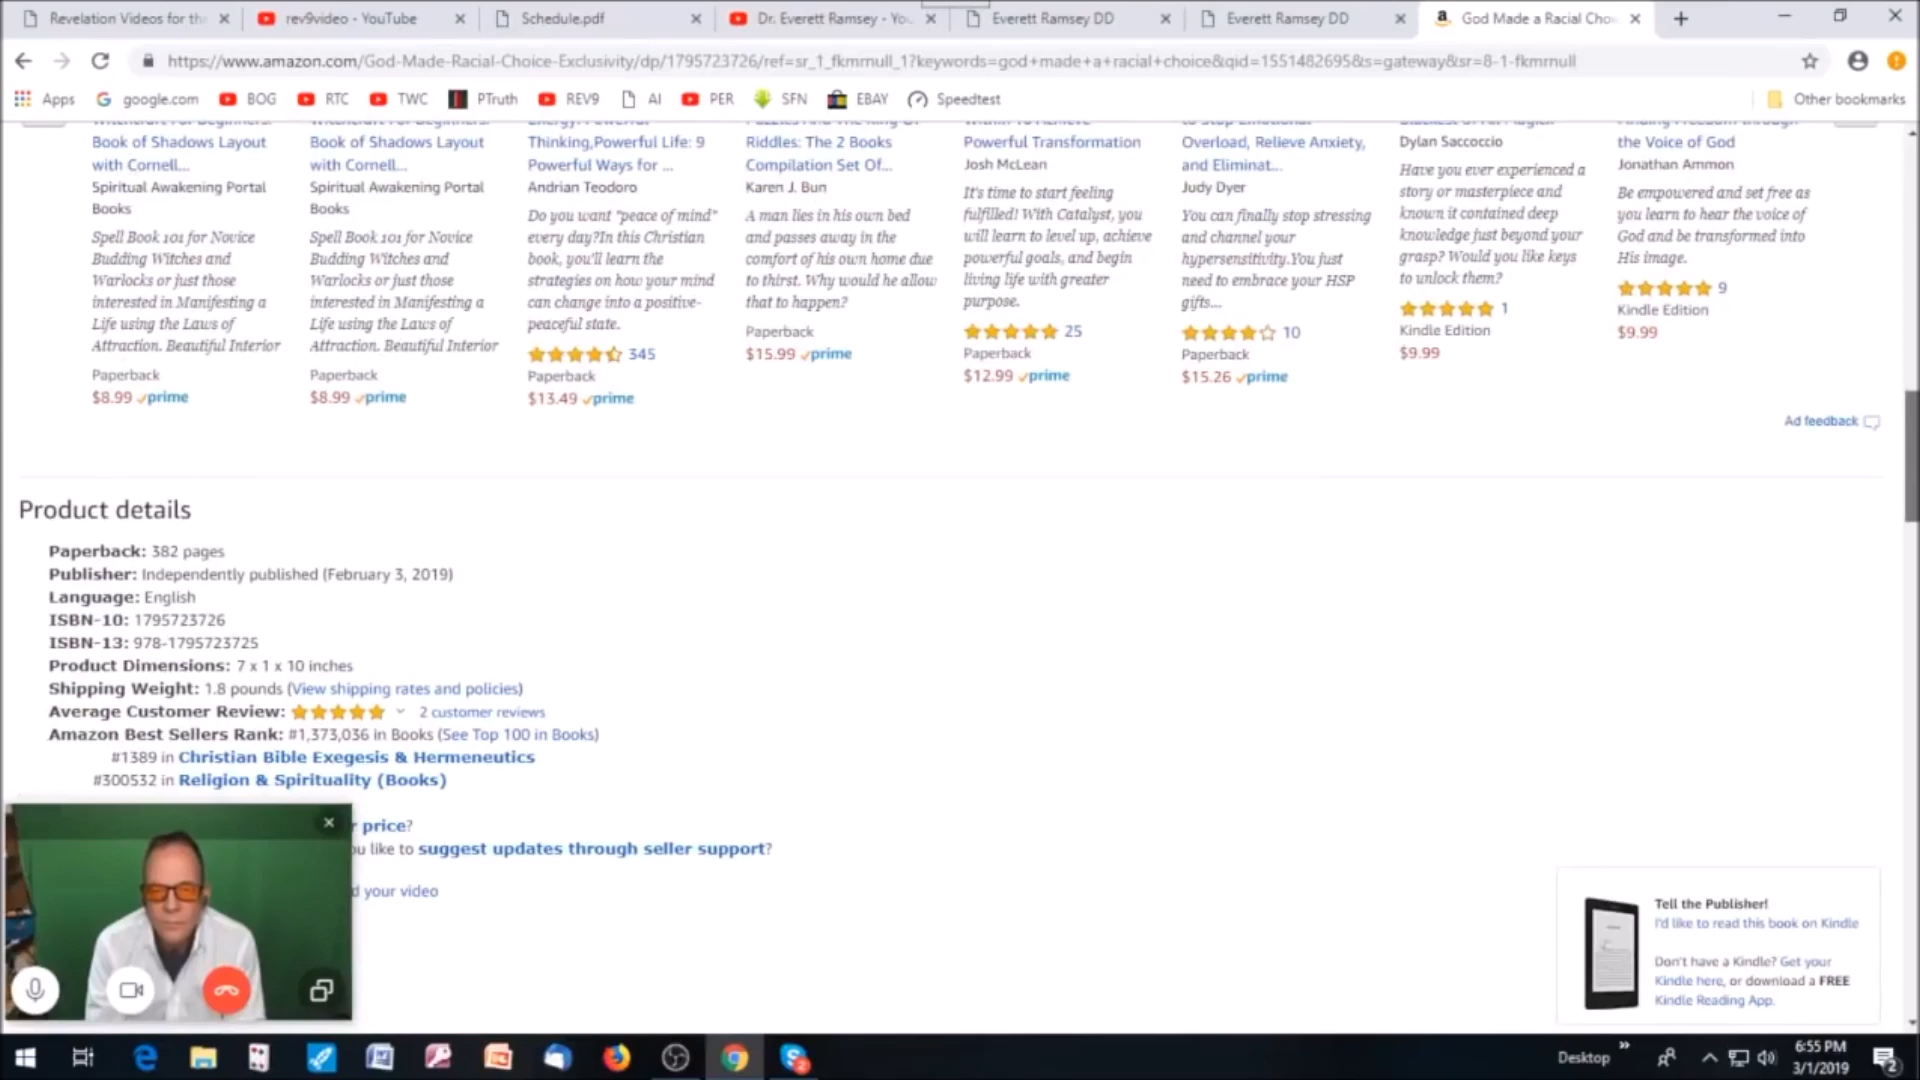 Revelation Videos for th
rev9video - YouTube
Schedule.pdf
Dr. Everett Ramsey - You
Everett Ramsey DD
Everett Ramsey DD
God Made a Racial Choi
https://www.amazon.com/God-Made-Racial-Choice-Exclusivity/dp/1795723726/ref=sr_1_fkmrnull_1?keywords=god+made+a+racial+choice&qid=1551482695&s=gateway&sr=8-1-fkmrnull
Apps
google.com
BOG
RTC
TWC
PTruth
REV9
AI
PER
SFN
EBAY
Speedtest
Other bookmarks
Book of Shadows Layout
with Cornell...
Spiritual Awakening Portal
Books
Spell Book 101 for Novice
Budding Witches and
Warlocks or just those
interested in Manifesting a
Life using the Laws of
Attraction. Beautiful Interior
Paperback
$8.99 prime
Book of Shadows Layout
with Cornell...
Spiritual Awakening Portal
Books
Spell Book 101 for Novice
Budding Witches and
Warlocks or just those
interested in Manifesting a
Life using the Laws of
Attraction. Beautiful Interior
Paperback
$8.99 prime
Thinking,Powerful Life: 9
Powerful Ways for ...
Andrian Teodoro
Do you want "peace of mind"
every day?In this Christian
book, you'll learn the
strategies on how your mind
can change into a positive-
peaceful state.
345
Paperback
$13.49 prime
Riddles: The 2 Books
Compilation Set Of...
Karen J. Bun
A man lies in his own bed
and passes away in the
comfort of his own home due
to thirst. Why would he allow
that to happen?
Paperback
$15.99 prime
Powerful Transformation
Josh McLean
It's time to start feeling
fulfilled! With Catalyst, you
will learn to level up, achieve
powerful goals, and begin
living life with greater
purpose.
25
Paperback
$12.99 prime
Overload, Relieve Anxiety,
and Eliminat...
Judy Dyer
You can finally stop stressing
and channel your
hypersensitivity.You just
need to embrace your HSP
gifts...
10
Paperback
$15.26 prime
Dylan Saccoccio
Have you ever experienced a
story or masterpiece and
known it contained deep
knowledge just beyond your
grasp? Would you like keys
to unlock them?
1
Kindle Edition
$9.99
the Voice of God
Jonathan Ammon
Be empowered and set free as
you learn to hear the voice of
God and be transformed into
His image.
9
Kindle Edition
$9.99
Ad feedback
Product details
Paperback: 382 pages
Publisher: Independently published (February 3, 2019)
Language: English
ISBN-10: 1795723726
ISBN-13: 978-1795723725
Product Dimensions: 7 x 1 x 10 inches
Shipping Weight: 1.8 pounds (View shipping rates and policies)
Average Customer Review: 2 customer reviews
Amazon Best Sellers Rank: #1,373,036 in Books (See Top 100 in Books)
#1389 in Christian Bible Exegesis & Hermeneutics
#300532 in Religion & Spirituality (Books)
r price?
ou like to suggest updates through seller support?
d your video
Tell the Publisher!
I'd like to read this book on Kindle
Don't have a Kindle? Get your
Kindle here, or download a FREE
Kindle Reading App.
Desktop
6:55 PM
3/1/2019
2